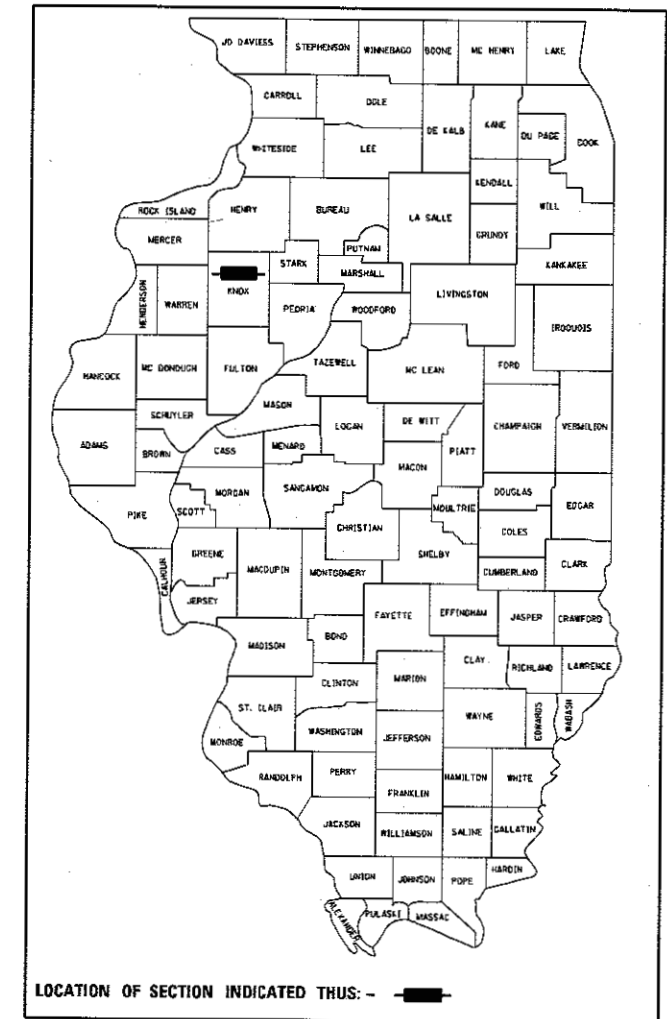 JO DAVIESS STEPHENSON WINNEBAGO BOONE MC HENRY LAKE
CARROLL OGLE DE KALB KANE DU PAGE COOK
WHITESIDE LEE
KENDALL WILL
ROCK ISLAND HENRY BUREAU LA SALLE GRUNDY
MERCER PUTNAM
STARK MARSHALL KANKAKEE
HENDERSON WARREN KNOX PEORIA WOODFORD LIVINGSTON IROQUOIS
HANCOCK MC DONOUGH FULTON TAZEWELL MC LEAN FORD
SCHUYLER MASON LOGAN DE WITT CHAMPAIGN VERMILION
ADAMS BROWN CASS MENARD MACON PIATT
PIKE SCOTT MORGAN SANGAMON CHRISTIAN MOULTRIE DOUGLAS EDGAR
COLES
CALHOUN GREENE MACOUPIN MONTGOMERY SHELBY CUMBERLAND CLARK
JERSEY
MADISON BOND FAYETTE EFFINGHAM JASPER CRAWFORD
CLINTON MARION CLAY RICHLAND LAWRENCE
ST. CLAIR WAYNE EDWARDS WABASH
MONROE WASHINGTON JEFFERSON
RANDOLPH PERRY FRANKLIN HAMILTON WHITE
JACKSON WILLIAMSON SALINE GALLATIN
UNION JOHNSON POPE HARDIN
ALEXANDER PULASKI MASSAC
LOCATION OF SECTION INDICATED THUS: -